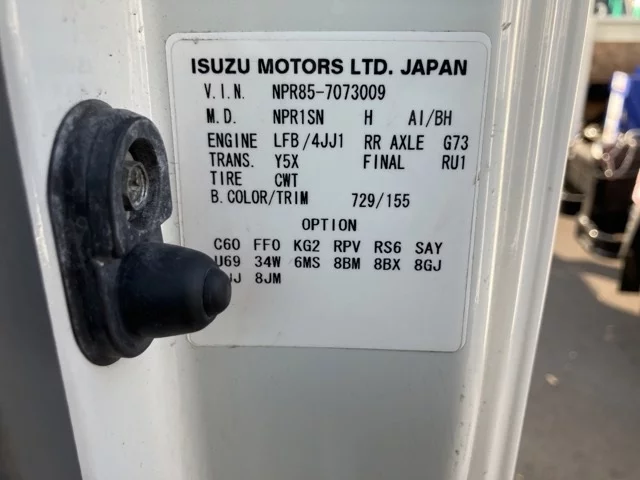 ISUZU MOTORS LTD. JAPAN
V.I.N. NPR85-7073009
M.D. NPR1SN H AI/BH
ENGINE LFB/4JJ1 RR AXLE G73
TRANS. Y5X FINAL RU1
TIRE CWT
B.COLOR/TRIM 729/155
OPTION
C60 FF0 KG2 RPV RS6 SAY
U69 34W 6MS 8BM 8BX 8GJ
8JM